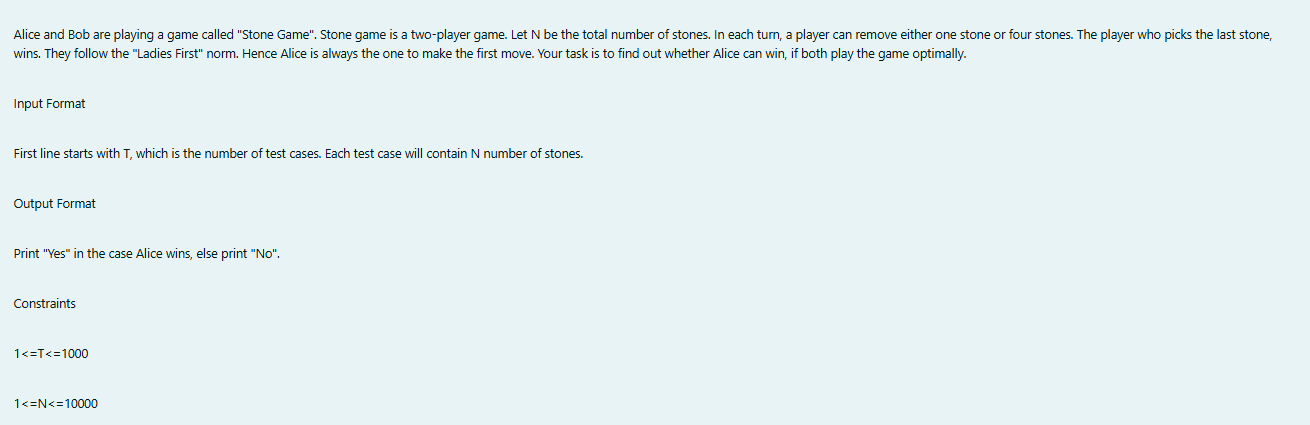 Alice and Bob are playing a game called "Stone Game". Stone game is a two-player game. Let N be the total number of stones. In each turn, a player can remove either one stone or four stones. The player who picks the last stone,
wins. They follow the "Ladies First" norm. Hence Alice is always the one to make the first move. Your task is to find out whether Alice can win, if both play the game optimally.
Input Format
First line starts with T, which is the number of test cases. Each test case will contain N number of stones.
Output Format
Print "Yes" in the case Alice wins, else print "No".
Constraints
1<=T<=1000
1<=N<=10000